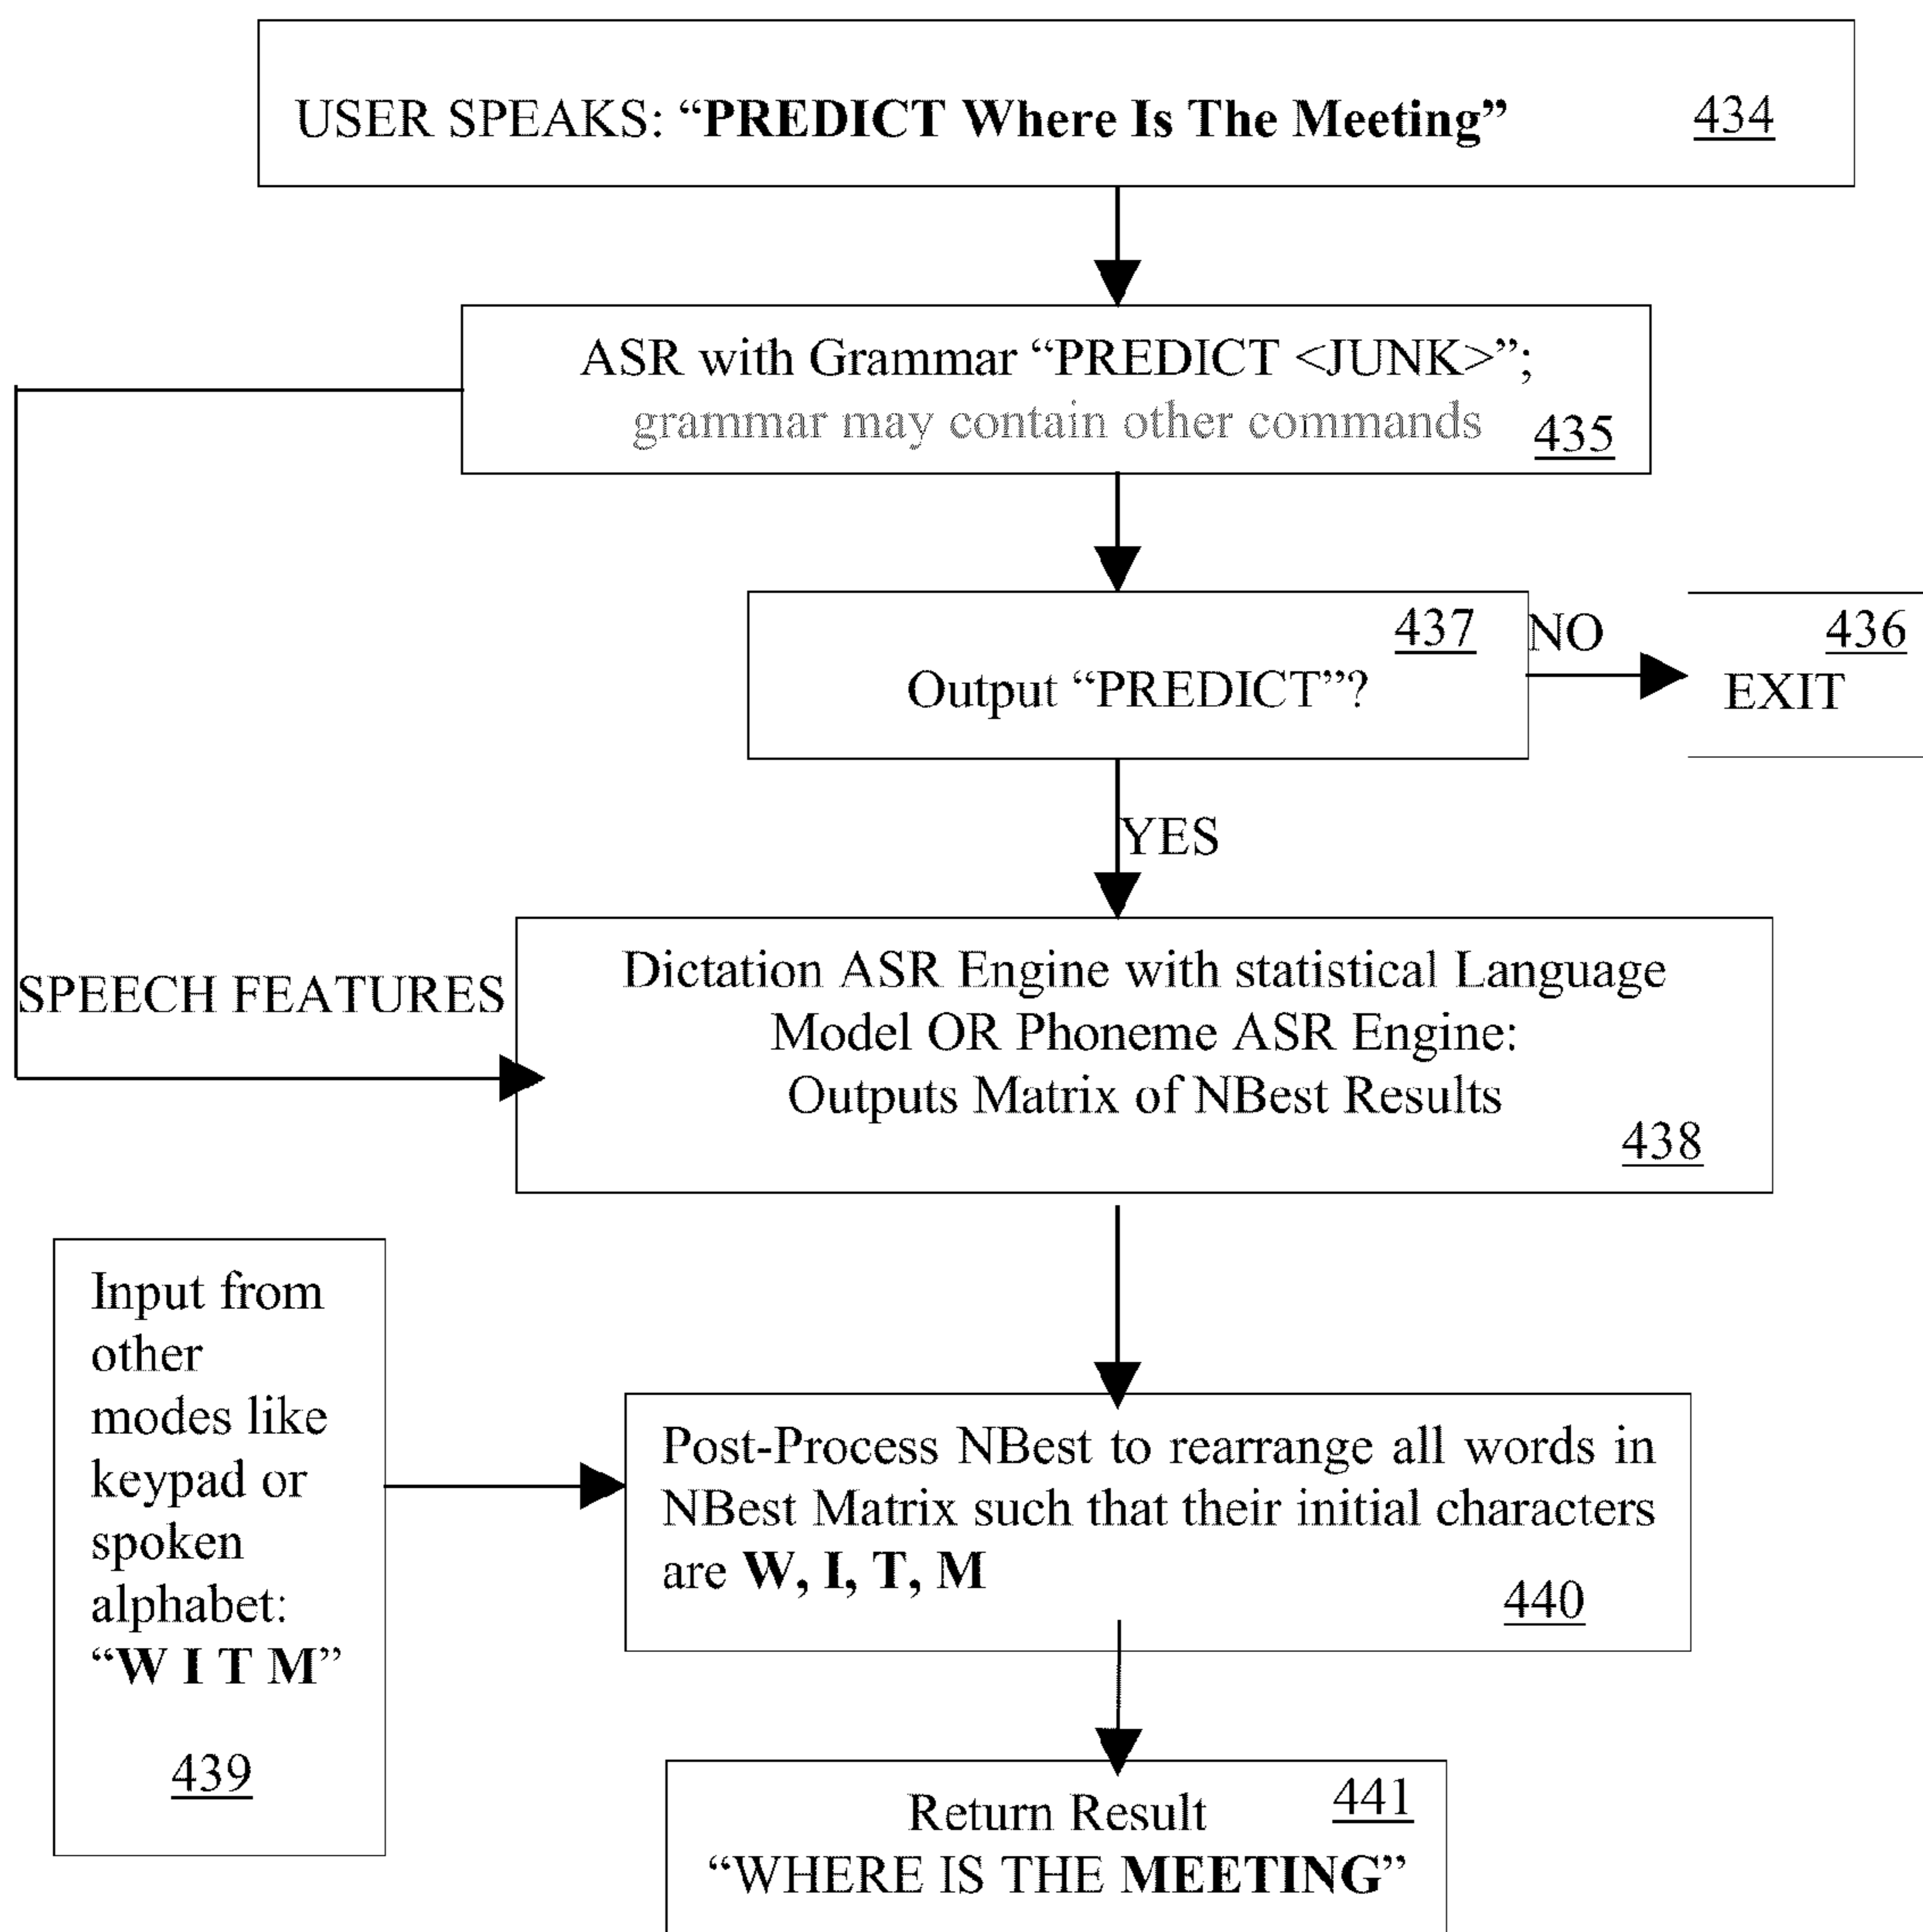 USER SPEAKS: “PREDICT Where Is The Meeting” 434
ASR with Grammar “PREDICT <JUNK>”;
grammar may contain other commands
435
437
Output “PREDICT”?
NO
436
EXIT
YES
SPEECH FEATURES
Dictation ASR Engine with statistical Language
Model OR Phoneme ASR Engine:
Outputs Matrix of NBest Results
438
Input from
other
modes like
keypad or
spoken
alphabet:
“W I T M”
439
Post-Process NBest to rearrange all words in
NBest Matrix such that their initial characters
are W, I, T, M
440
Return Result 441
“WHERE IS THE MEETING”